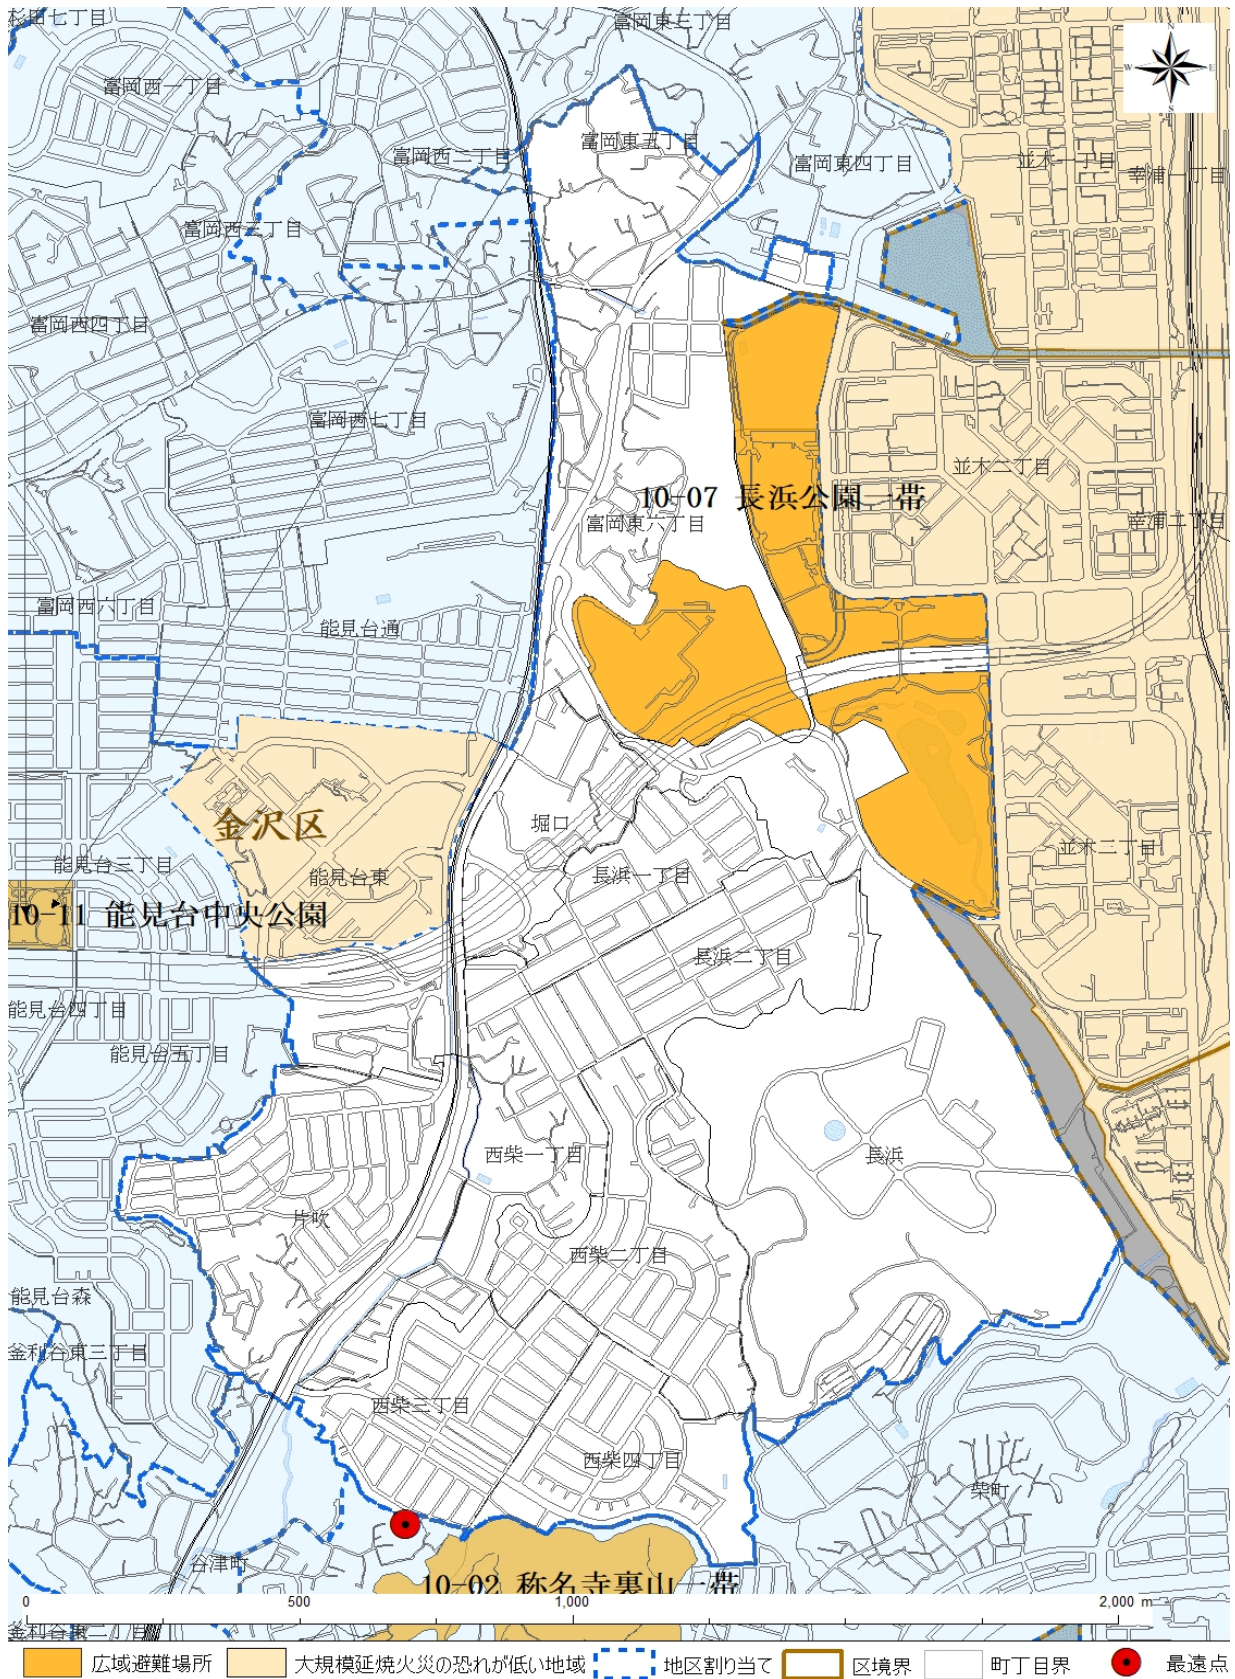 杉田七丁目
富岡東三丁目
富岡西一丁目
N
W
E
S
富岡西二丁目
富岡東五丁目
富岡東四丁目
並木一丁目
幸浦一丁目
富岡西三丁目
富岡西四丁目
富岡西七丁目
並木二丁目
10-07 長浜公園一帯
富岡東六丁目
幸浦二丁目
富岡西六丁目
能見台通
金沢区
堀口
能見台三丁目
能見台東
長浜一丁目
並木三丁目
10-11 能見台中央公園
長浜二丁目
能見台四丁目
能見台五丁目
西柴一丁目
長浜
片吹
西柴二丁目
能見台森
釜利谷東三丁目
西柴三丁目
西柴四丁目
柴町
谷津町
10-02 称名寺裏山一帯
0 500 1,000 2,000 m
釜利谷東二丁目
広域避難場所 大規模延焼火災の恐れが低い地域 地区割り当て 区境界 町丁目界 最遠点